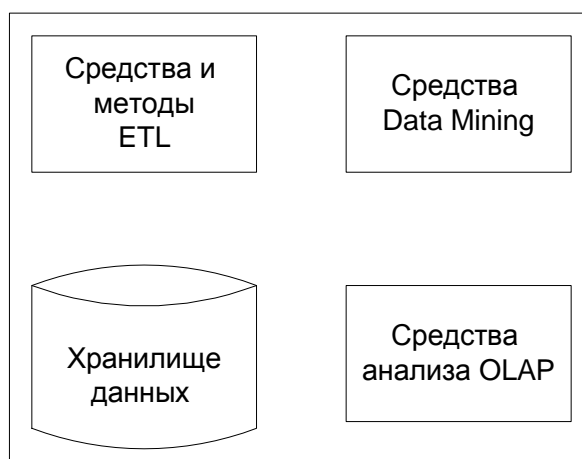 Средства и
методы
ETL
Средства
Data Mining
Хранилище
данных
Средства
анализа OLAP